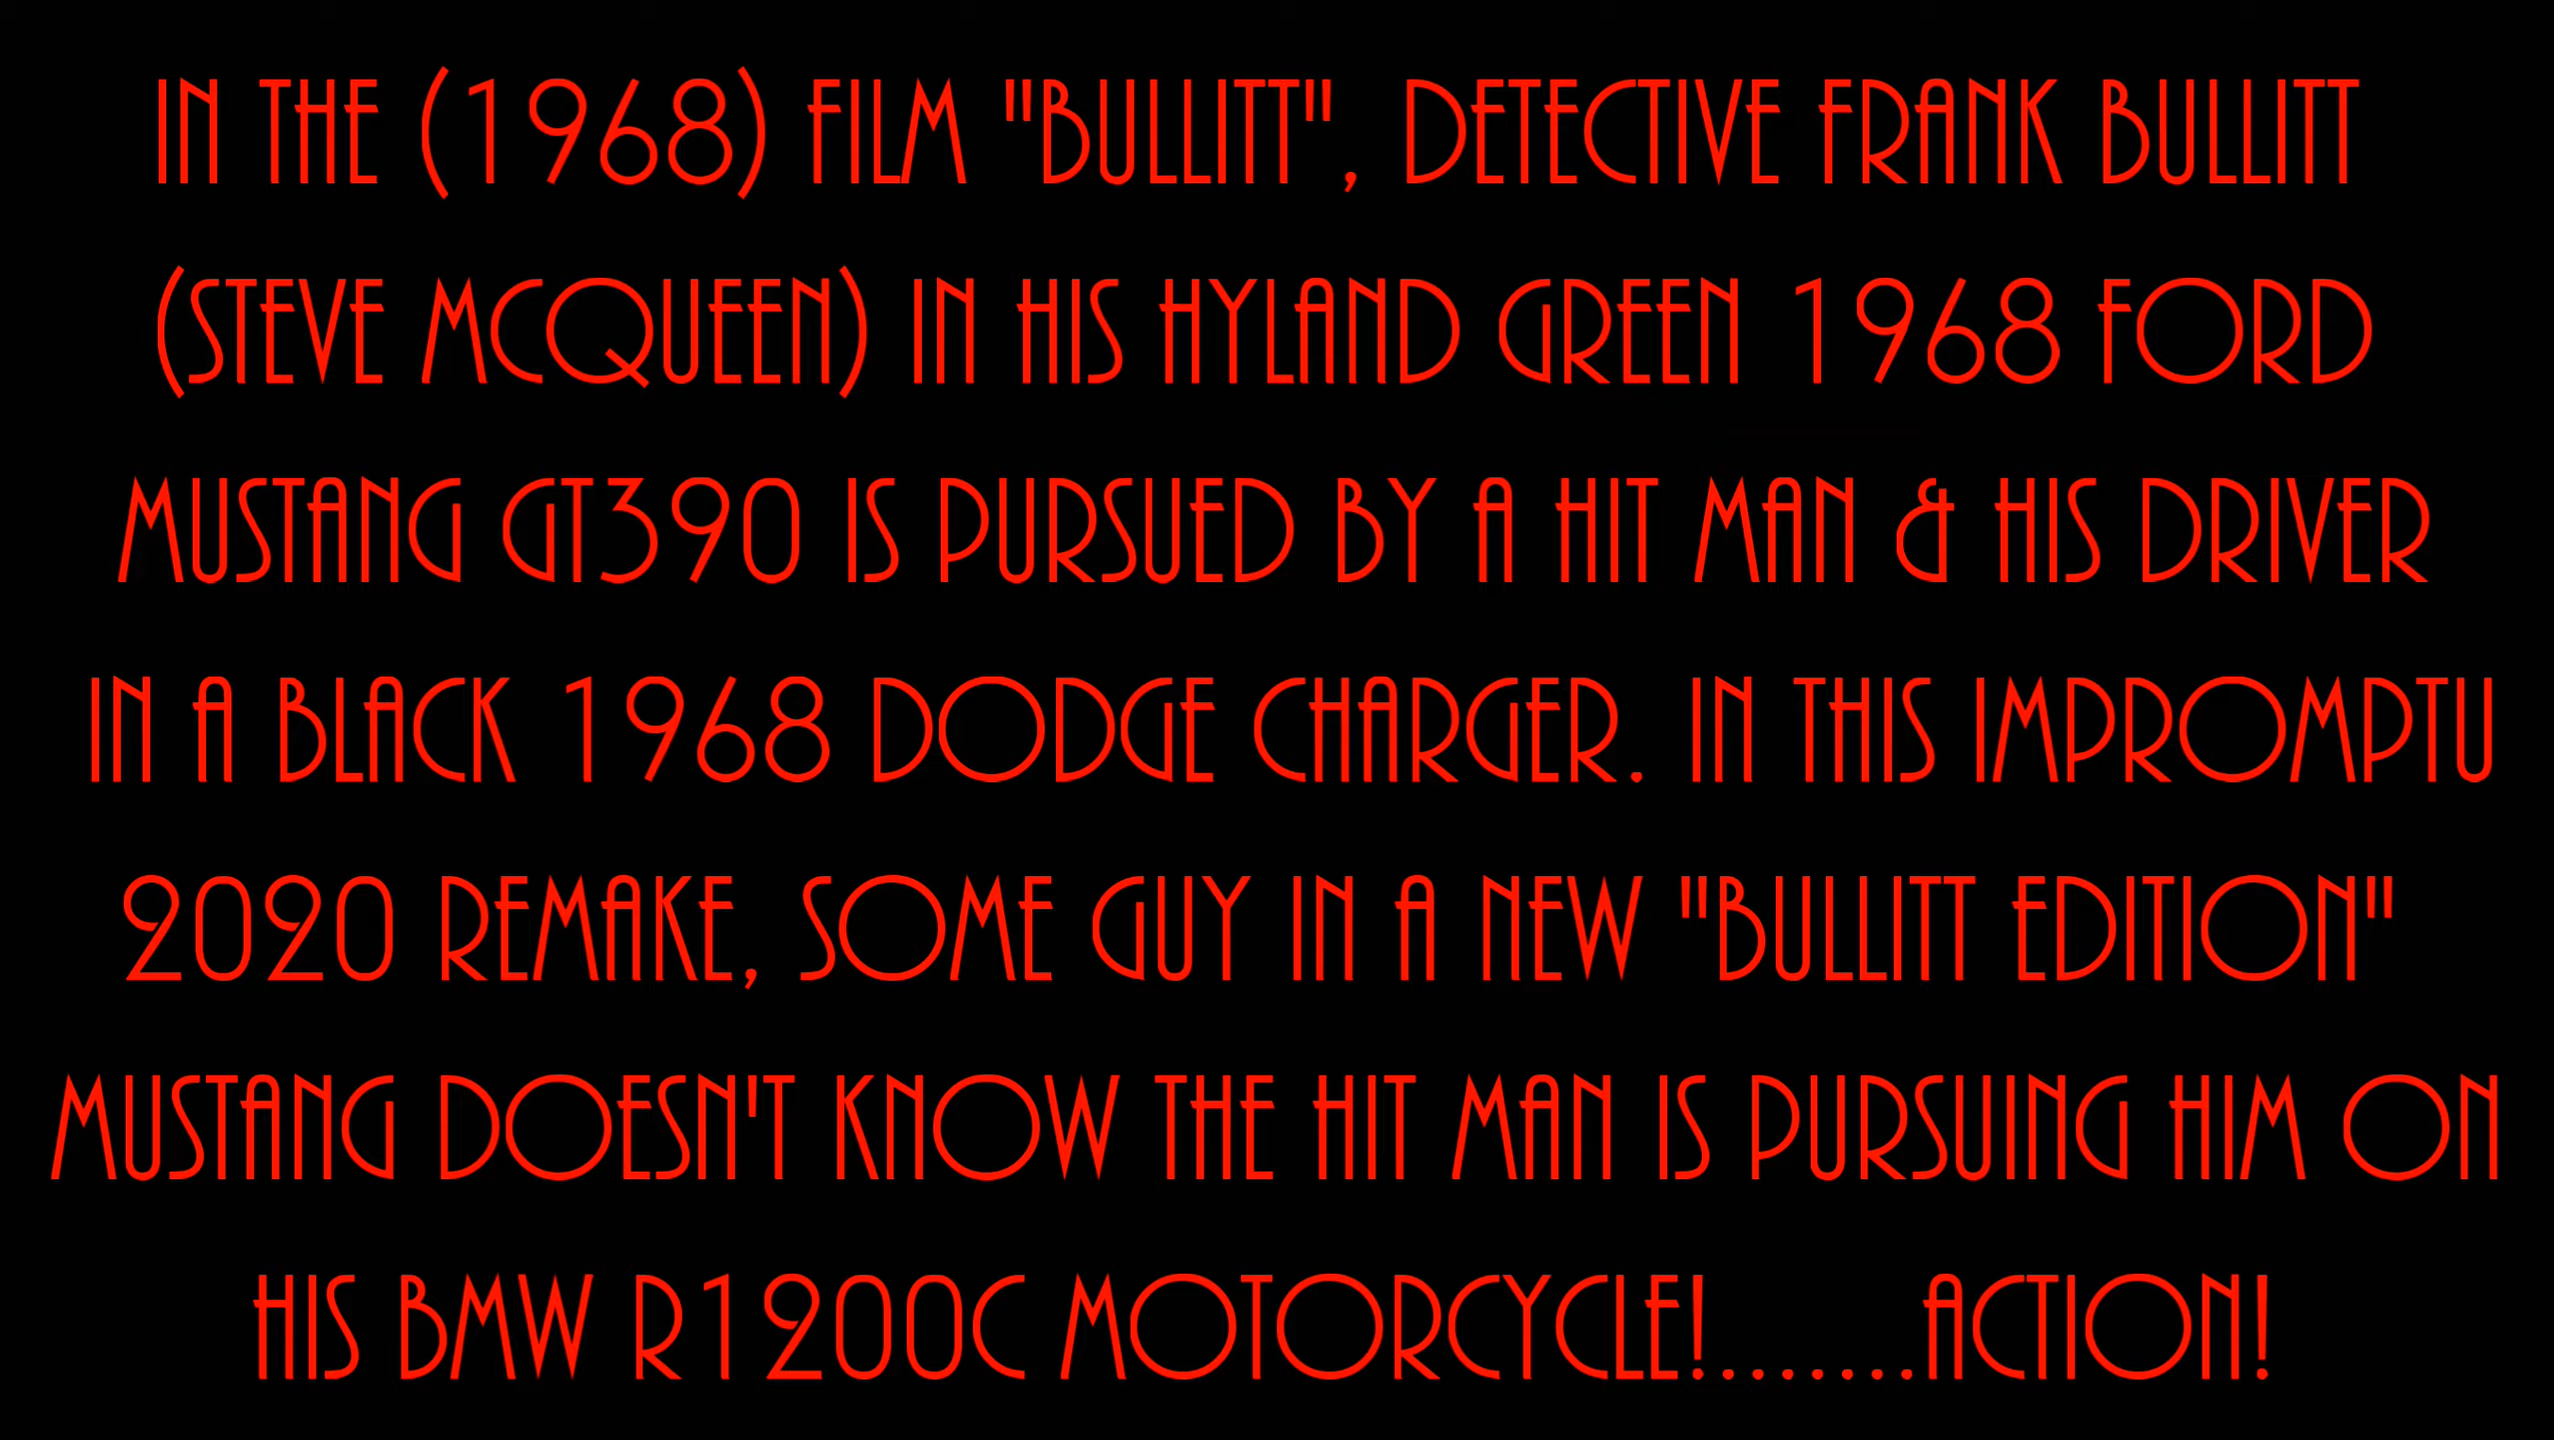 IN THE (1968) FILM "BULLITT", DETECTIVE FRANK BULLITT
(STEVE MCQUEEN) IN HIS HYLAND GREEN 1968 FORD
MUSTANG GT390 IS PURSUED BY A HIT MAN & HIS DRIVER
IN A BLACK 1968 DODGE CHARGER. IN THIS IMPROMPTU
2020 REMAKE, SOME GUY IN A NEW "BULLITT EDITION"
MUSTANG DOESN'T KNOW THE HIT MAN IS PURSUING HIM ON
HIS BMW R1200C MOTORCYCLE!.......ACTION!